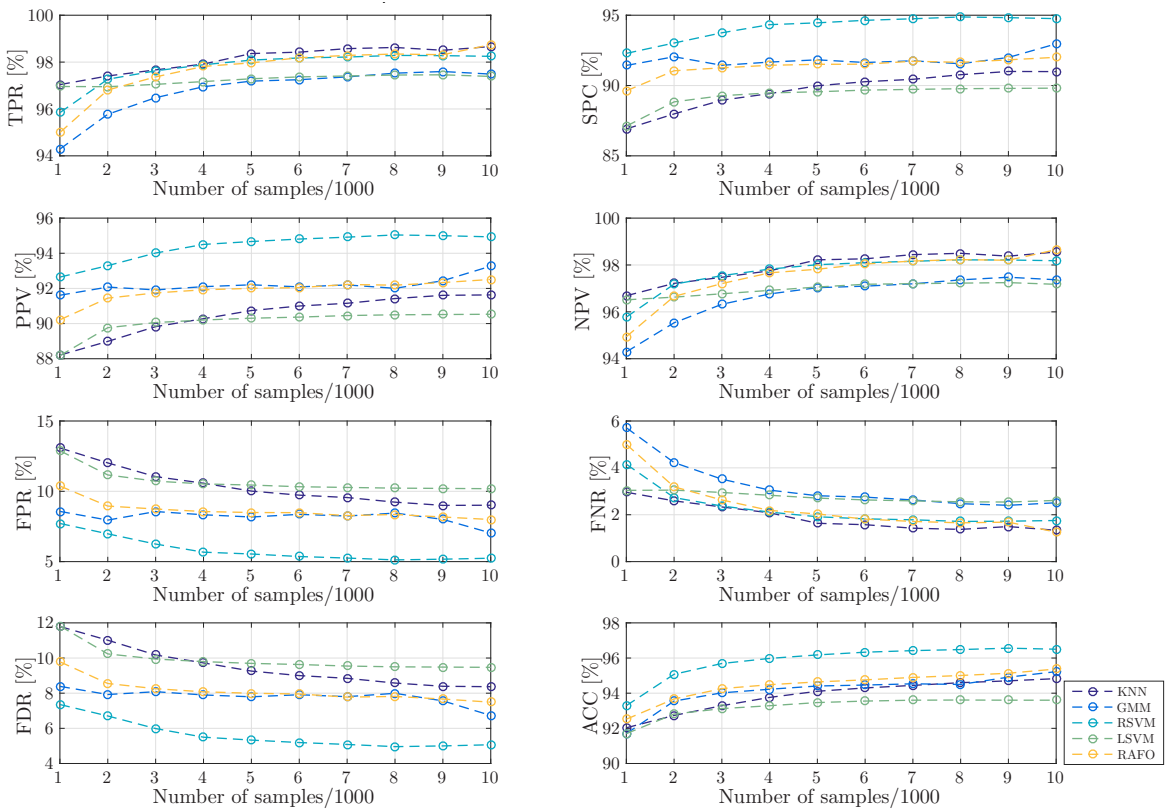 100
98
96
94
TPR [%]
1 2 3 4 5 6 7 8 9 10
Number of samples/1000
95
90
85
SPC [%]
1 2 3 4 5 6 7 8 9 10
Number of samples/1000
96
94
92
90
88
PPV [%]
1 2 3 4 5 6 7 8 9 10
Number of samples/1000
100
98
96
94
NPV [%]
1 2 3 4 5 6 7 8 9 10
Number of samples/1000
15
10
5
FPR [%]
1 2 3 4 5 6 7 8 9 10
Number of samples/1000
6
4
2
0
FNR [%]
1 2 3 4 5 6 7 8 9 10
Number of samples/1000
12
10
8
6
4
FDR [%]
1 2 3 4 5 6 7 8 9 10
Number of samples/1000
98
96
94
92
90
ACC [%]
1 2 3 4 5 6 7 8 9 10
Number of samples/1000
KNN
GMM
RSVM
LSVM
RAFO